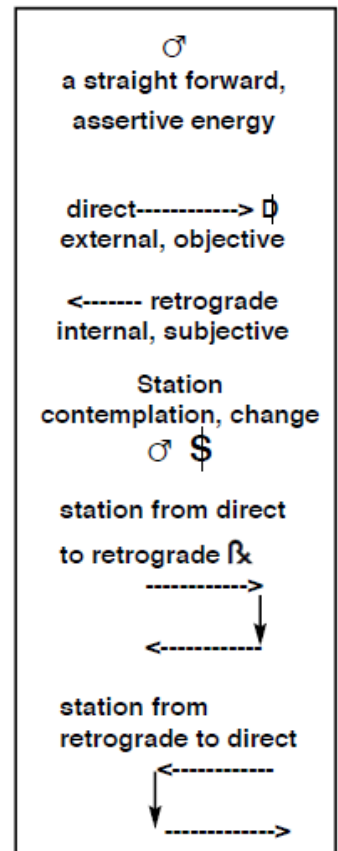 ♂
a straight forward,
assertive energy
direct------------> D
external, objective
<------- retrograde
internal, subjective
Station
contemplation, change
♂ $
station from direct
to retrograde ℞
------------>
<------------
station from
retrograde to direct
<------------
------------->